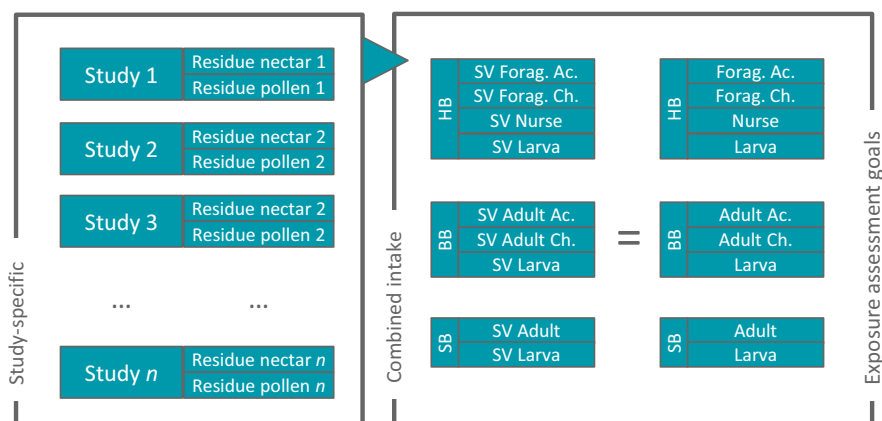 Study-specific
Study 1
Residue nectar 1
Residue pollen 1
Study 2
Residue nectar 2
Residue pollen 2
Study 3
Residue nectar 2
Residue pollen 2
...
...
Study n
Residue nectar n
Residue pollen n
Combined intake
HB
SV Forag. Ac.
SV Forag. Ch.
SV Nurse
SV Larva
BB
SV Adult Ac.
SV Adult Ch.
SV Larva
SB
SV Adult
SV Larva
=
HB
Forag. Ac.
Forag. Ch.
Nurse
Larva
BB
Adult Ac.
Adult Ch.
Larva
SB
Adult
Larva
Exposure assessment goals